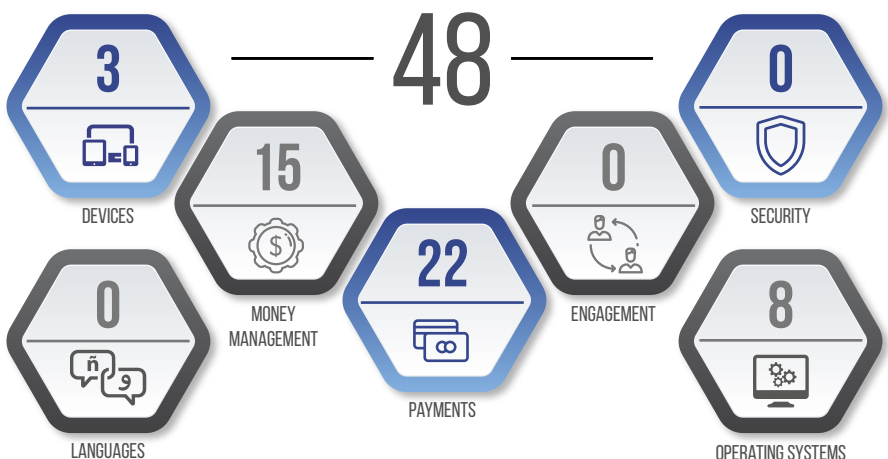 48
3
DEVICES
15
MONEY
MANAGEMENT
22
PAYMENTS
0
ENGAGEMENT
0
SECURITY
0
ñ
و
LANGUAGES
8
OPERATING SYSTEMS
$